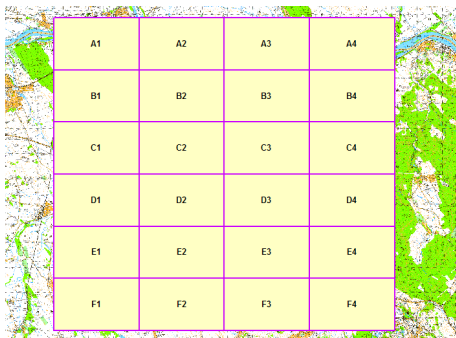 A1 A2 A3 A4
B1 B2 B3 B4
C1 C2 C3 C4
D1 D2 D3 D4
E1 E2 E3 E4
F1 F2 F3 F4